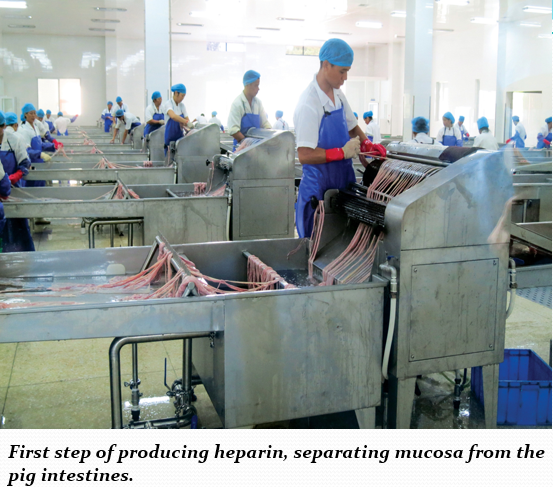 First step of producing heparin, separating mucosa from the
pig intestines.